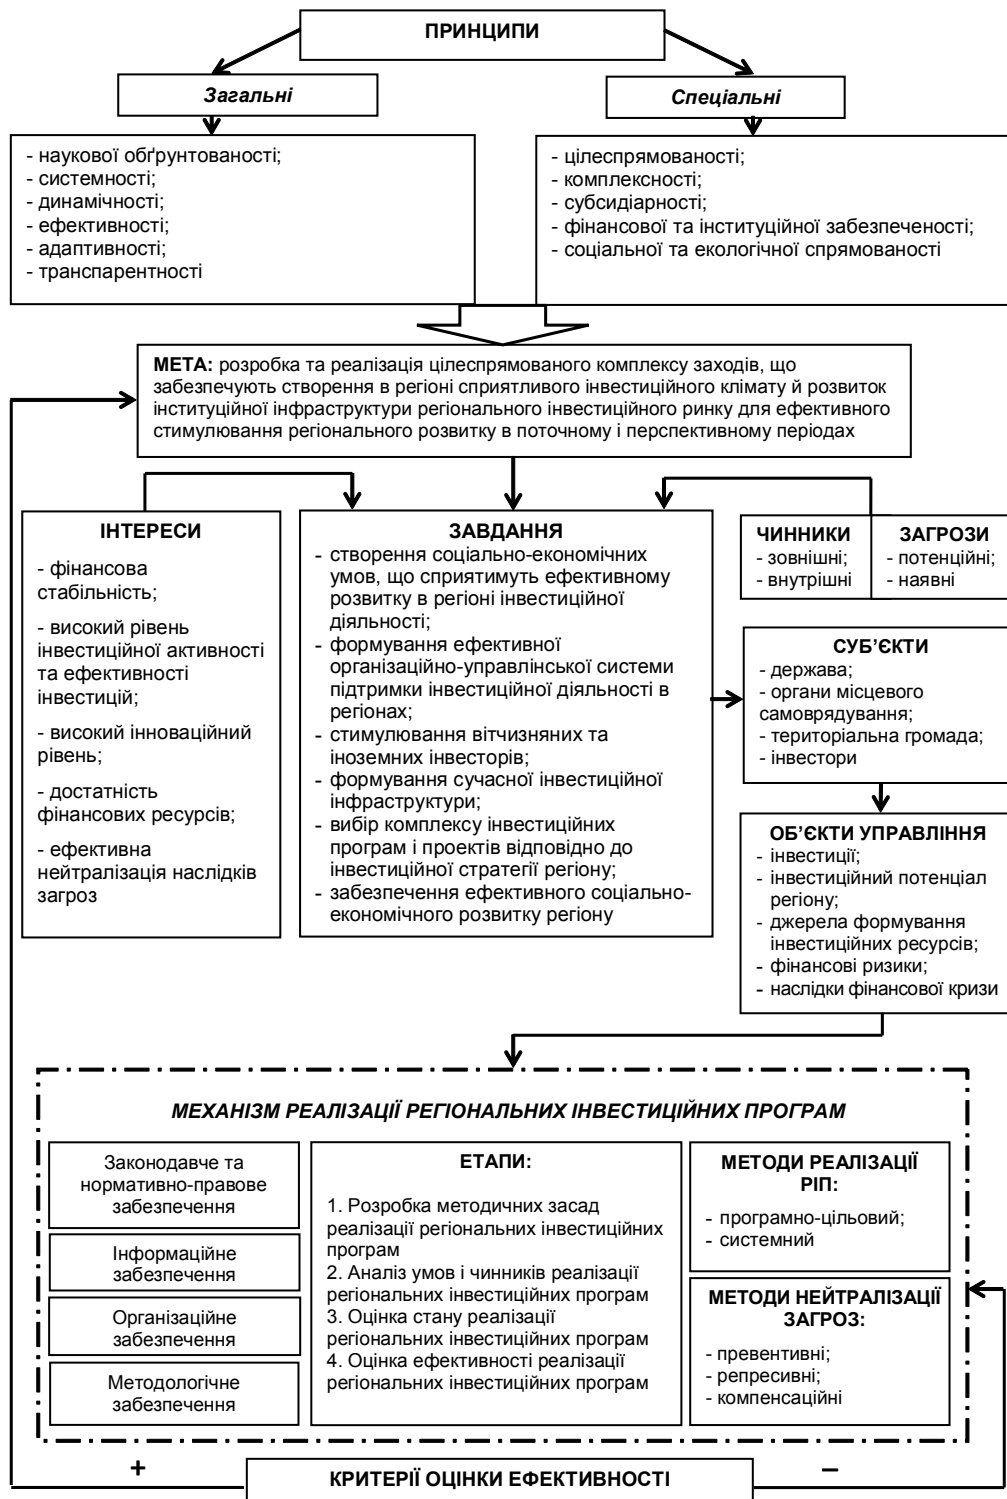 ПРИНЦИПИ
Загальні
- наукової обґрунтованості;
- системності;
- динамічності;
- ефективності;
- адаптивності;
- транспарентності
Спеціальні
- цілеспрямованості;
- комплексності;
- субсидіарності;
- фінансової та інституційної забезпеченості;
- соціальної та екологічної спрямованості
МЕТА: розробка та реалізація цілеспрямованого комплексу заходів, що
забезпечують створення в регіоні сприятливого інвестиційного клімату й розвиток
інституційної інфраструктури регіонального інвестиційного ринку для ефективного
стимулювання регіонального розвитку в поточному і перспективному періодах
ІНТЕРЕСИ
- фінансова
стабільність;
- високий рівень
інвестиційної активності
та ефективності
інвестицій;
- високий інноваційний
рівень;
- достатність
фінансових ресурсів;
- ефективна
нейтралізація наслідків
загроз
ЗАВДАННЯ
- створення соціально-економічних
умов, що сприятимуть ефективному
розвитку в регіоні інвестиційної
діяльності;
- формування ефективної
організаційно-управлінської системи
підтримки інвестиційної діяльності в
регіонах;
- стимулювання вітчизняних та
іноземних інвесторів;
- формування сучасної інвестиційної
інфраструктури;
- вибір комплексу інвестиційних
програм і проектів відповідно до
інвестиційної стратегії регіону;
- забезпечення ефективного соціально-
економічного розвитку регіону
ЧИННИКИ
- зовнішні;
- внутрішні
ЗАГРОЗИ
- потенційні;
- наявні
СУБ’ЄКТИ
- держава;
- органи місцевого
самоврядування;
- територіальна громада;
- інвестори
ОБ’ЄКТИ УПРАВЛІННЯ
- інвестиції;
- інвестиційний потенціал
регіону;
- джерела формування
інвестиційних ресурсів;
- фінансові ризики;
- наслідки фінансової кризи
МЕХАНІЗМ РЕАЛІЗАЦІЇ РЕГІОНАЛЬНИХ ІНВЕСТИЦІЙНИХ ПРОГРАМ
Законодавче та
нормативно-правове
забезпечення
Інформаційне
забезпечення
Організаційне
забезпечення
Методологічне
забезпечення
ЕТАПИ:
1. Розробка методичних засад
реалізації регіональних інвестиційних
програм
2. Аналіз умов і чинників реалізації
регіональних інвестиційних програм
3. Оцінка стану реалізації
регіональних інвестиційних програм
4. Оцінка ефективності реалізації
регіональних інвестиційних програм
МЕТОДИ РЕАЛІЗАЦІЇ
РІП:
- програмно-цільовий;
- системний
МЕТОДИ НЕЙТРАЛІЗАЦІЇ
ЗАГРОЗ:
- превентивні;
- репресивні;
- компенсаційні
+
КРИТЕРІЇ ОЦІНКИ ЕФЕКТИВНОСТІ
–